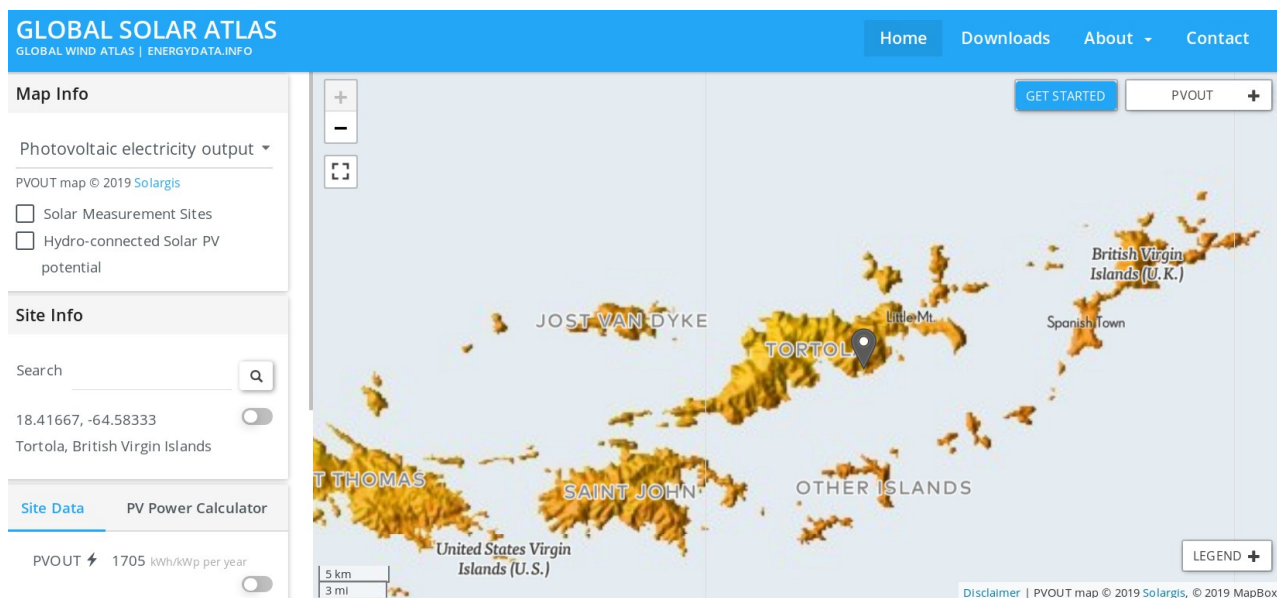 GLOBAL SOLAR ATLAS
GLOBAL WIND ATLAS | ENERGYDATA.INFO
Home
Downloads
About
Contact
Map Info
Photovoltaic electricity output
PVOUT map © 2019 Solargis
Solar Measurement Sites
Hydro-connected Solar PV
potential
Site Info
Search
18.41667, -64.58333
Tortola, British Virgin Islands
Site Data
PV Power Calculator
PVOUT 1705 kWh/kWp per year
+
−
GET STARTED
PVOUT +
British Virgin
Islands (U.K.)
JOST VAN DYKE
Little Mt.
Spanish Town
TORTOLA
T THOMAS
SAINT JOHN
OTHER ISLANDS
United States Virgin
Islands (U.S.)
5 km
3 mi
LEGEND +
Disclaimer | PVOUT map © 2019 Solargis, © 2019 MapBox